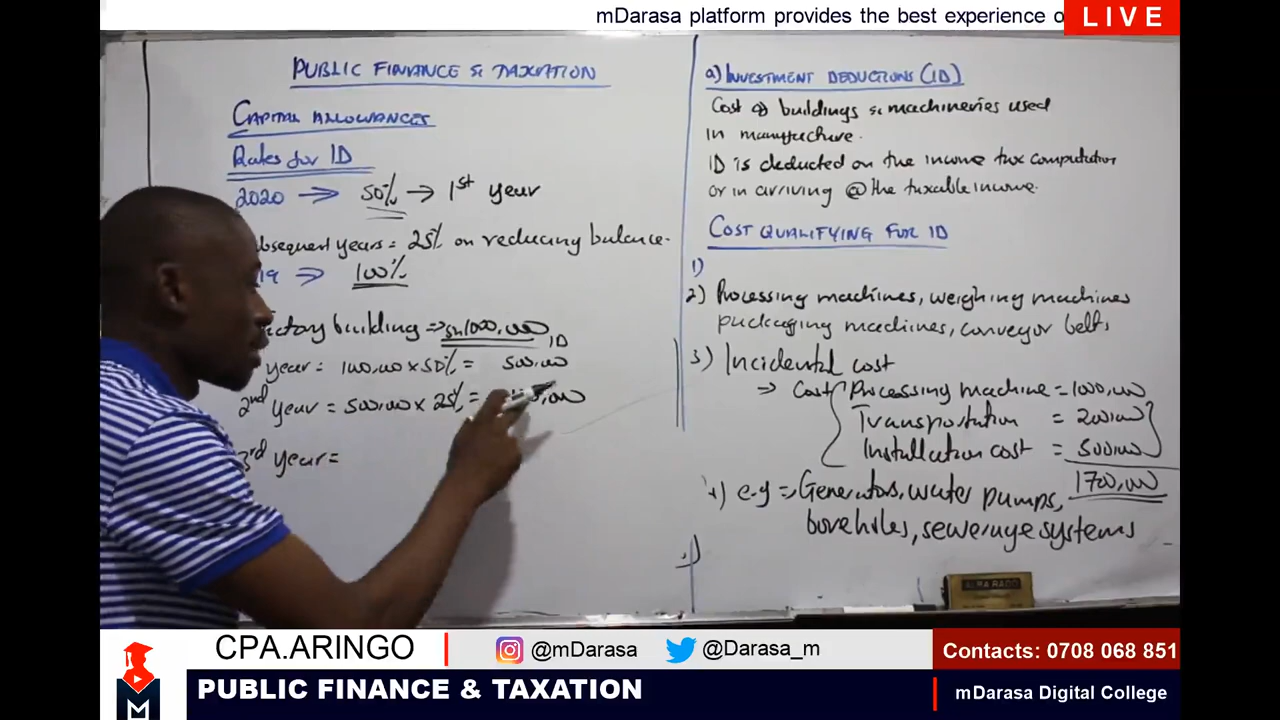 mDarasa platform provides the best experience o
LIVE
PUBLIC FINANCE & TAXATION
CAPITAL ALLOWANCES
Rates for ID
2020 → 50% → 1st year
bsequent years = 25% on reducing balance.
19 ⇒ 100%
ctory building ⇒ sh1000,000
ID
year = 1000,000 × 50% = 500,000
2nd year = 500,000 × 25% =
3rd year =
a) INVESTMENT DEDUCTIONS (ID)
Cost of buildings & machineries used
in manufacture.
ID is deducted on the income tax computation
or in arriving @ the taxable income.
COST QUALIFYING FOR ID
1)
2) Processing machines, weighing machines
packaging machines, conveyor belts
3) Incidental cost
⇒ Cost Processing machine = 1000,000
Transportation = 200,000
Installation cost = 500,000
1700,000
4) e.g ⇒ Generators, water pumps,
boreholes, sewerage systems
CPA.ARINGO
@mDarasa
@Darasa_m
Contacts: 0708 068 851
PUBLIC FINANCE & TAXATION
mDarasa Digital College